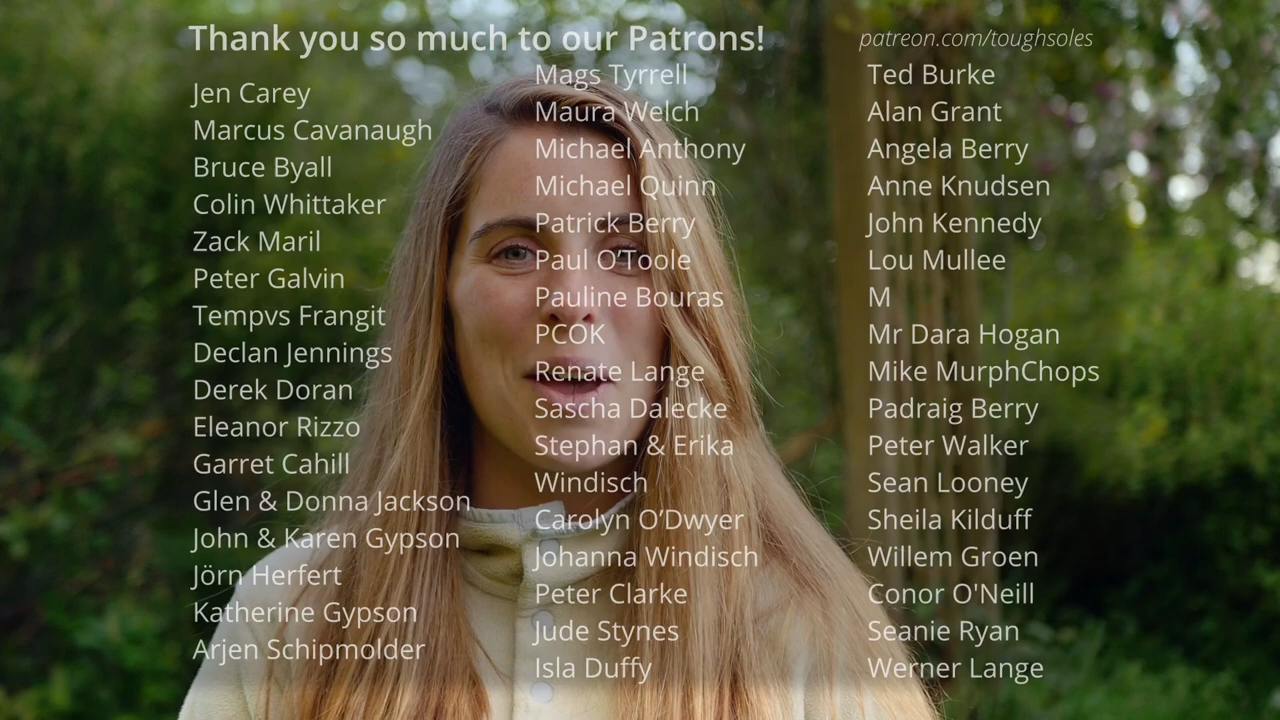 Thank you so much to our Patrons!
patreon.com/toughsoles
Jen Carey
Marcus Cavanaugh
Bruce Byall
Colin Whittaker
Zack Maril
Peter Galvin
Tempvs Frangit
Declan Jennings
Derek Doran
Eleanor Rizzo
Garret Cahill
Glen & Donna Jackson
John & Karen Gypson
Jörn Herfert
Katherine Gypson
Arjen Schipmolder
Mags Tyrrell
Maura Welch
Michael Anthony
Michael Quinn
Patrick Berry
Paul O'Toole
Pauline Bouras
PCOK
Renate Lange
Sascha Dalecke
Stephan & Erika
Windisch
Carolyn O’Dwyer
Johanna Windisch
Peter Clarke
Jude Stynes
Isla Duffy
Ted Burke
Alan Grant
Angela Berry
Anne Knudsen
John Kennedy
Lou Mullee
M
Mr Dara Hogan
Mike MurphChops
Padraig Berry
Peter Walker
Sean Looney
Sheila Kilduff
Willem Groen
Conor O'Neill
Seanie Ryan
Werner Lange